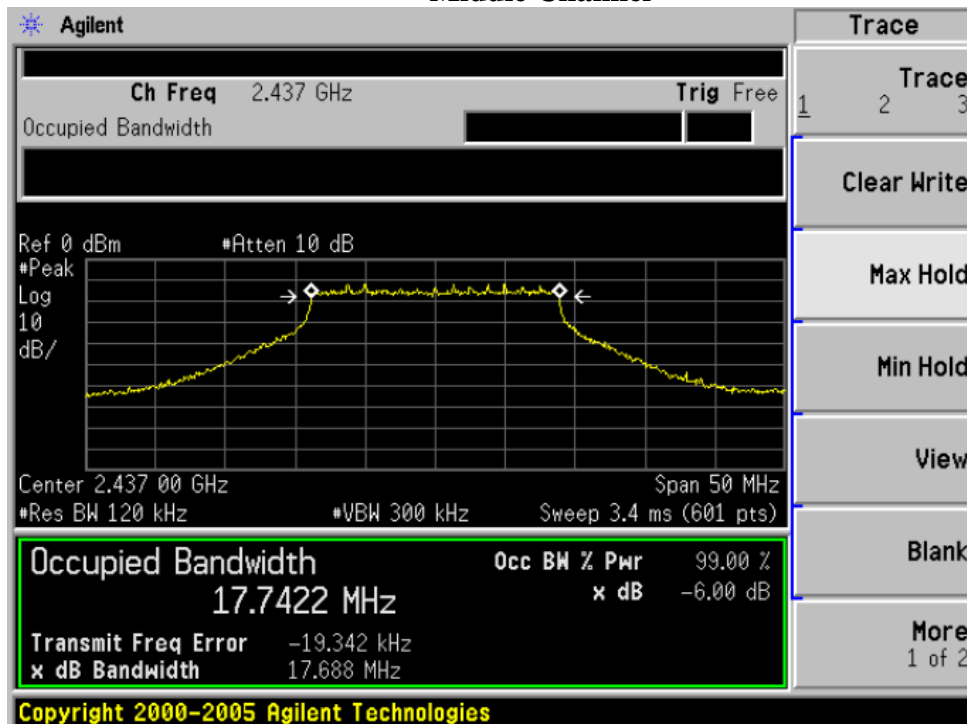 Agilent
Trace
Ch Freq 2.437 GHz Trig Free
Occupied Bandwidth
Trace
1 2 3
Clear Write
Ref 0 dBm #Atten 10 dB
#Peak
Log
10
dB/
Max Hold
Min Hold
View
Center 2.437 00 GHz Span 50 MHz
#Res BW 120 kHz #VBW 300 kHz Sweep 3.4 ms (601 pts)
Occupied Bandwidth Occ BW % Pwr 99.00 %
17.7422 MHz x dB -6.00 dB
Transmit Freq Error -19.342 kHz
x dB Bandwidth 17.688 MHz
Blank
More
1 of 2
Copyright 2000-2005 Agilent Technologies